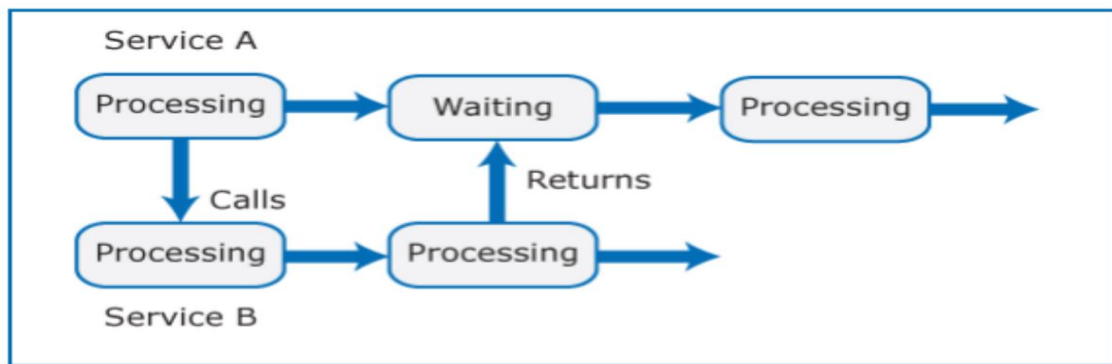 Service A
Processing Waiting Processing
Returns
Calls
Processing Processing
Service B